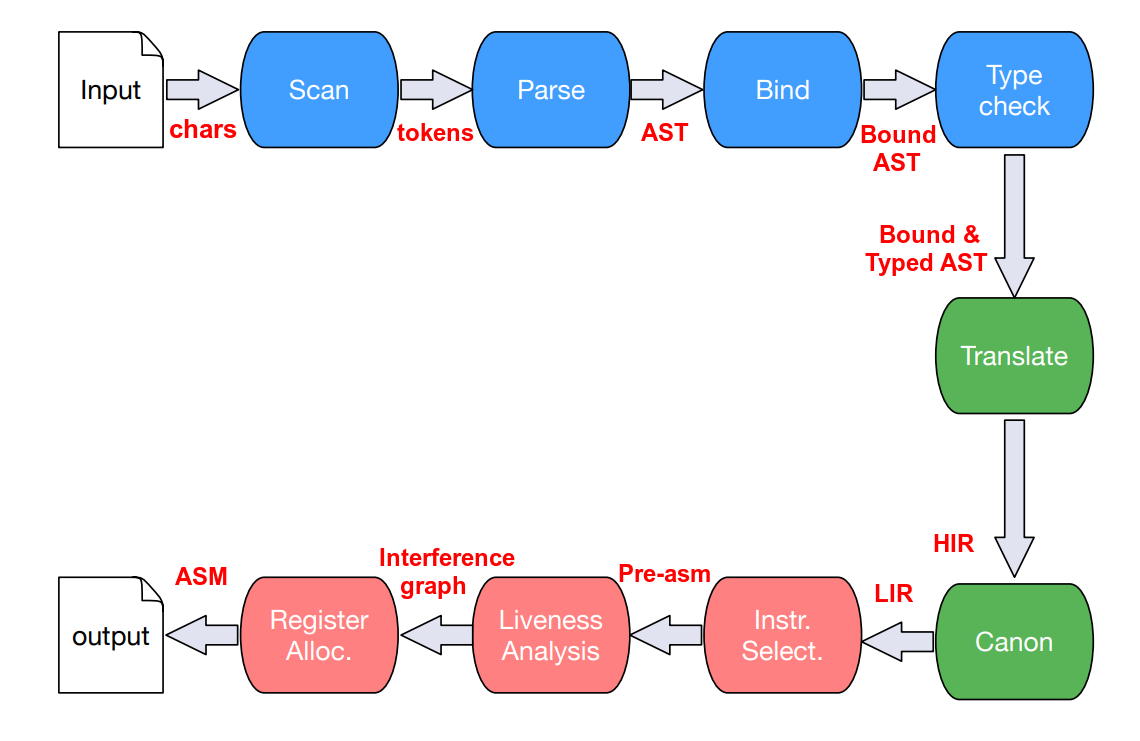 Input
chars
Scan
tokens
Parse
AST
Bind
Bound
AST
Type
check
Bound &
Typed AST
Translate
HIR
Canon
LIR
Instr.
Select.
Pre-asm
Liveness
Analysis
Interference
graph
Register
Alloc.
ASM
output